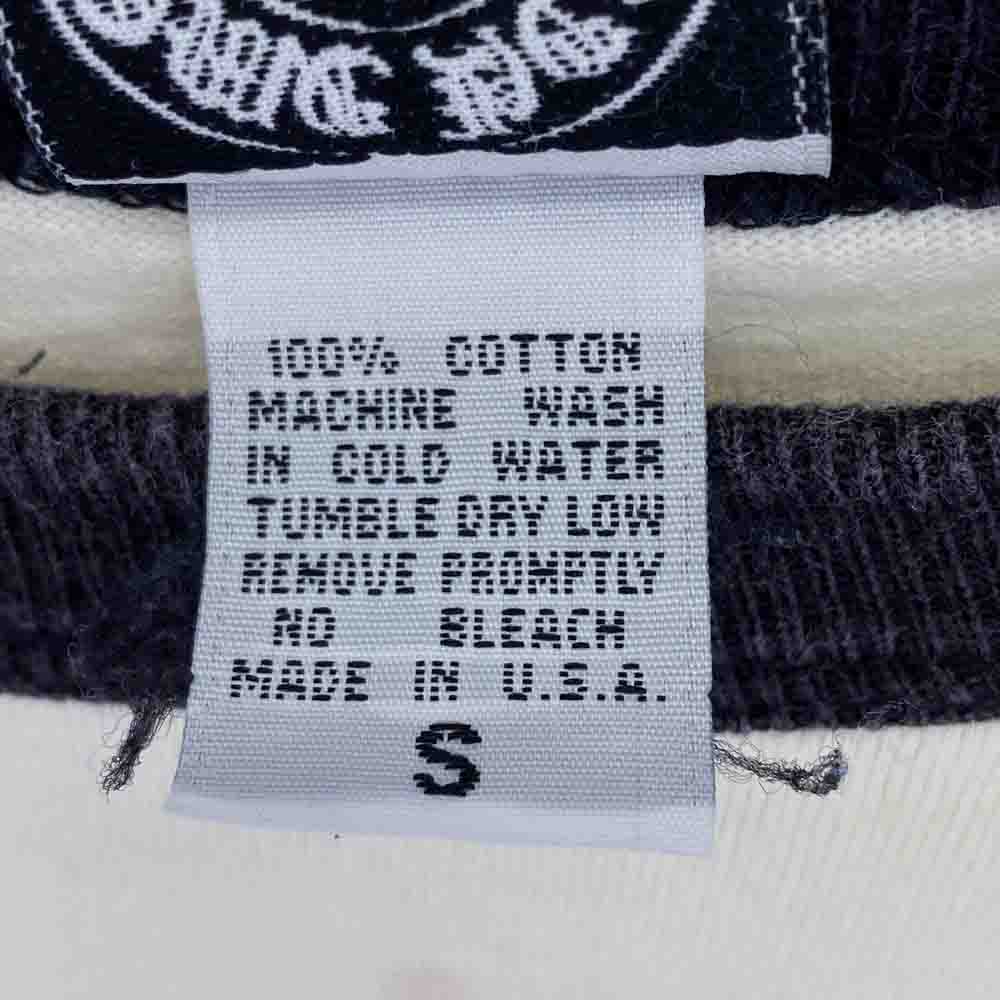 100% COTTON
MACHINE WASH
IN COLD WATER
TUMBLE DRY LOW
REMOVE PROMPTLY
NO BLEACH
MADE IN U.S.A.
S